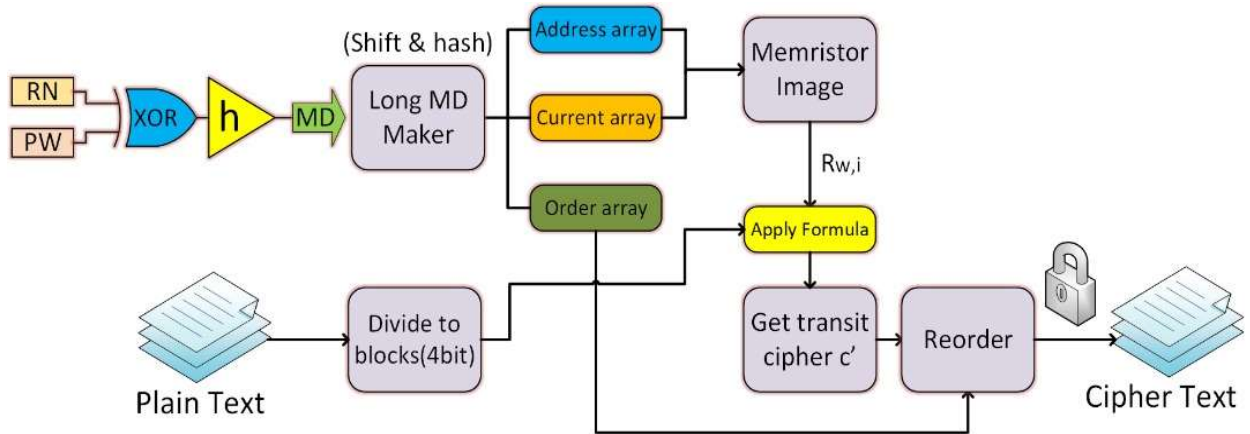 (Shift & hash)
RN
PW
XOR
h
MD
Long MD
Maker
Address array
Current array
Order array
Memristor
Image
Rw,i
Apply Formula
Plain Text
Divide to
blocks(4bit)
Get transit
cipher c’
Reorder
Cipher Text